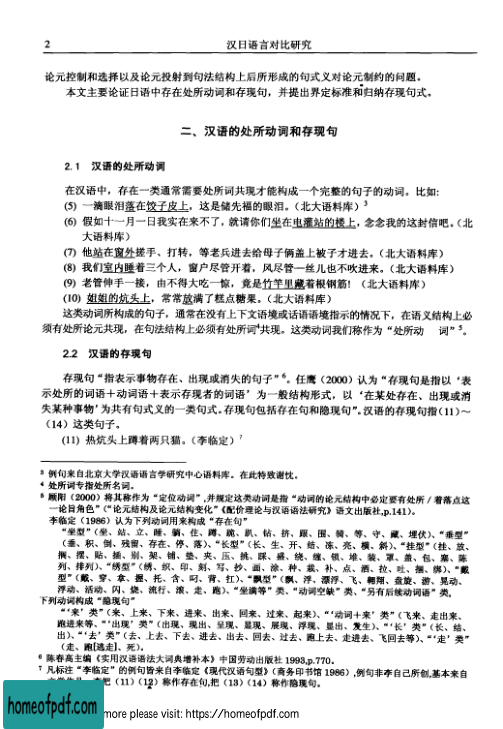 2
汉日语言对比研究
论元控制和选择以及论元投射到句法结构上后所形成的句式义对论元制约的问题。
本文主要论证日语中存在处所动词和存现句，并提出界定标准和归纳存现句式。
二、汉语的处所动词和存现句
2.1 汉语的处所动词
在汉语中，存在一类通常需要处所词共现才能构成一个完整的句子的动词。比如:
(5) 一滴眼泪落在饺子皮上，这是储先福的眼泪。（北大语料库）³
(6) 假如十一月一日我实在来不了，就请你们坐在电灌站的楼上，念念我的这封信吧。（北
大语料库）
(7) 他站在窗外搓手、打转，等老兵进去给母子俩盖上被子才进去。（北大语料库）
(8) 我们室内睡着三个人，窗户尽管开着，风尽管一丝儿也不吹进来。（北大语料库）
(9) 老管伸手一接，由不得大吃一惊，竟是竹竿里藏着根钢筋！（北大语料库）
(10) 姐姐的炕头上，常常放满了糕点糖果。（北大语料库）
这类动词所构成的句子，通常在没有上下文语境或话语语境指示的情况下，在语义结构上必
须有处所论元共现，在句法结构上必须有处所词⁴共现。这类动词我们称作为“处所动 词”⁵。
2.2 汉语的存现句
存现句“指表示事物存在、出现或消失的句子”⁶。任鹰（2000）认为“存现句是指以‘表
示处所的词语＋动词语＋表示存现者的词语’为一般结构形式，以‘在某处存在、出现或消
失某种事物’为共有句式义的一类句式。存现句包括存在句和隐现句”。汉语的存现句指(11)～
(14）这类句子。
(11) 热炕头上蹲着两只猫。（李临定）⁷
³ 例句来自北京大学汉语语言学研究中心语料库。在此特致谢忱。
⁴ 处所词专指处所名词。
⁵ 顾阳（2000）将其称作为“定位动词”,并规定这类动词是指“动词的论元结构中必定要有处所／着落点这
一论旨角色”（“论元结构及论元结构变化”《配价理论与汉语语法研究》语文出版社,p.141）。
李临定（1986）认为下列动词用来构成“存在句”
“坐型”（坐、站、立、睡、躺、住、蹲、跪、趴、钻、挤、跟、围、骑、等、守、藏、埋伏）、“垂型”
（垂、积、倒、残留、存在、停、落）、“长型”（长、生、开、结、冻、亮、横、斜）、“挂型”（挂、放、
搁、摆、贴、插、别、架、铺、垫、夹、压、挑、踩、盛、绕、缠、锁、堆、装、罩、盖、包、塞、陈
列、排列）、“绣型”（绣、织、印、刻、写、抄、画、涂、种、栽、补、点、洒、拉、吐、捆、绑）、“戴
型”（戴、穿、拿、握、托、含、叼、背、扛）、“飘型”（飘、浮、漂浮、飞、翱翔、盘旋、游、晃动、
浮动、活动、闪、烧、流行、滚、走、跑）、“坐满等”类、“动词空缺”类、“另有后续动词语”类。
下列动词构成“隐现句”
“‘来’类”（来、上来、下来、进来、出来、回来、过来、起来）、“‘动词＋来’类”（飞来、走出来、
跑进来等、“‘出现’类”（出现、现出、呈现、显现、展现、浮现、显出、发生）、“‘长’类”（长、结、
出）、“‘去’类”（去、上去、下去、进去、出去、回去、过去、跑上去、走进去、飞回去等）、“‘走’类”
（走、跑[逃走]、死）。
⁶ 陈春高主编《实用汉语语法大词典增补本》中国劳动出版社 1993,p.770。
⁷ 凡标注“李临定”的例句皆来自李临定《现代汉语句型》（商务印书馆 1986）,例句非李自己所创,基本来自
把（11）（12）称作存在句,把（13）（14）称作隐现句。
homeofpdf.com
more please visit: https://homeofpdf.com